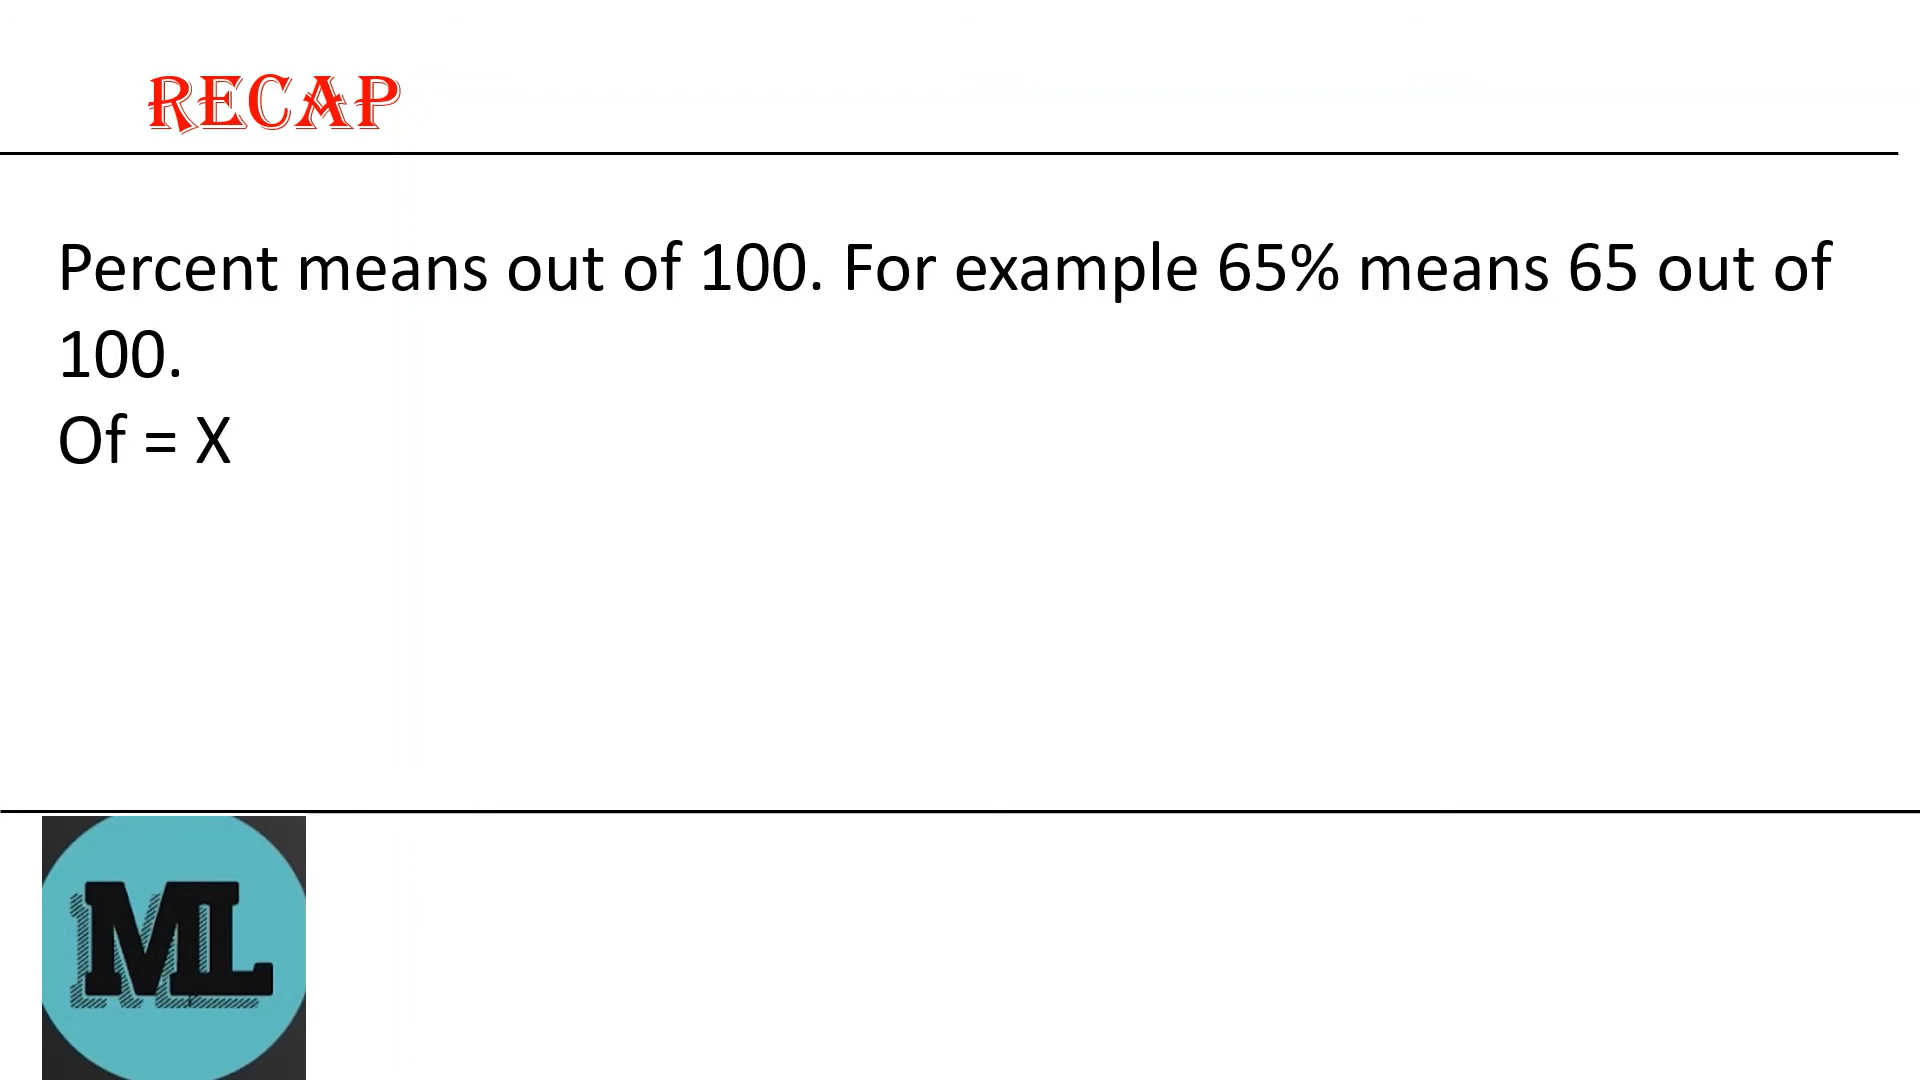 RECAP
Percent means out of 100. For example 65% means 65 out of
100.
Of = X
ML